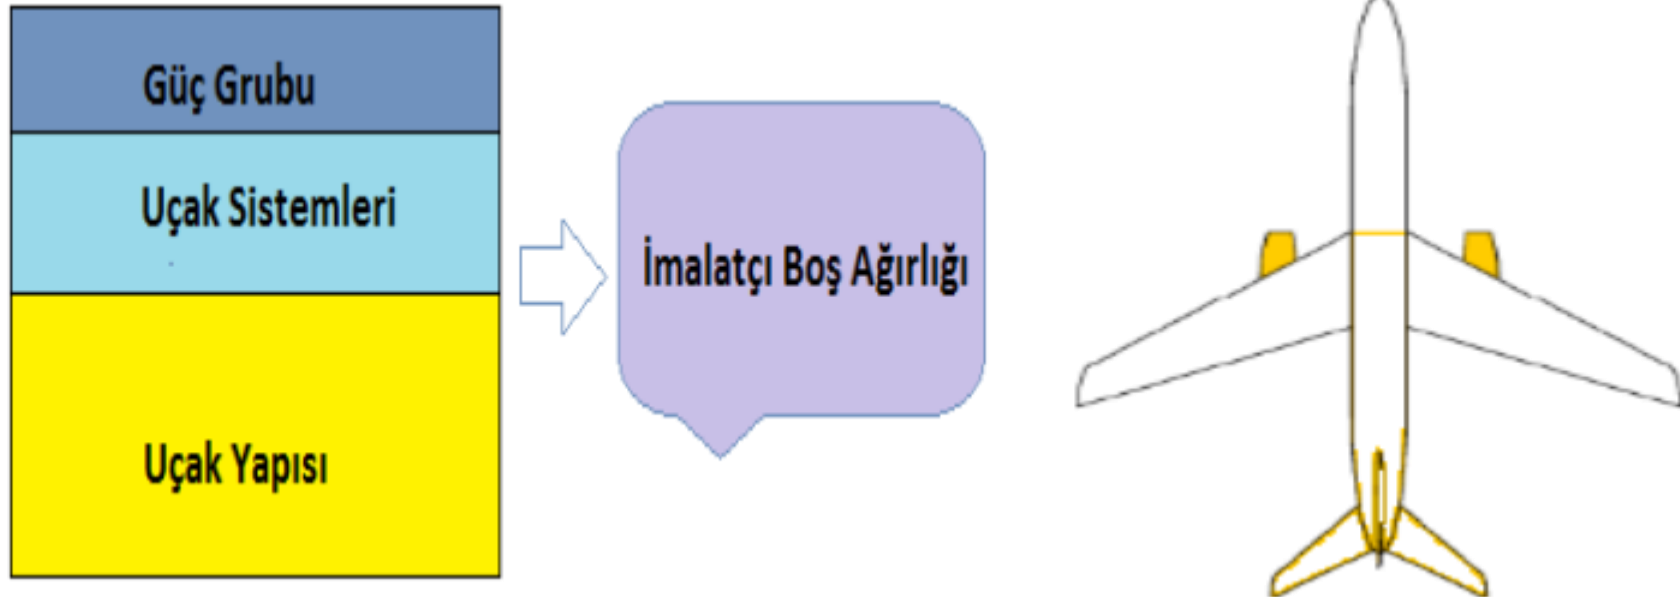 Güç Grubu
Uçak Sistemleri
Uçak Yapısı
İmalatçı Boş Ağırlığı